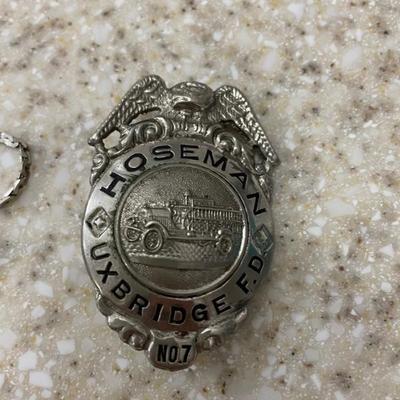 HOSEMAN
UXBRIDGE F.D.
NO.7